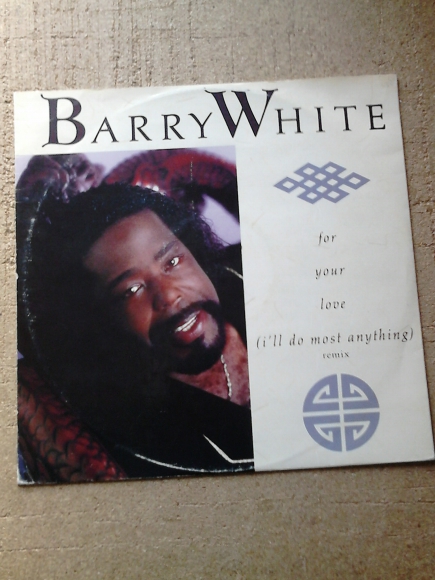 BARRY WHITE
for
your
love
(i'll do most anything)
remix